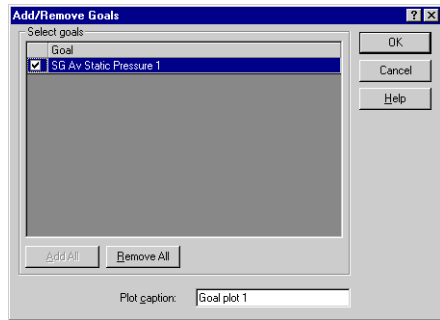 Add/Remove Goals
Select goals
Goal
SG Av Static Pressure 1
OK
Cancel
Help
Add All
Remove All
Plot caption:
Goal plot 1